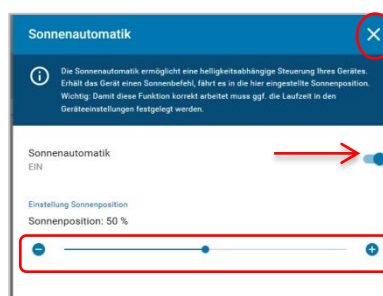 Sonnenautomatik
Die Sonnenautomatik ermöglicht eine helligkeitsabhängige Steuerung Ihres Gerätes.
Erhält das Gerät einen Sonnenbefehl, fährt es in die hier eingestellte Sonnenposition.
Wichtig: Damit diese Funktion korrekt arbeitet muss ggf. die Laufzeit in den
Geräteeinstellungen festgelegt werden.
Sonnenautomatik
EIN
Einstellung Sonnenposition
Sonnenposition: 50 %